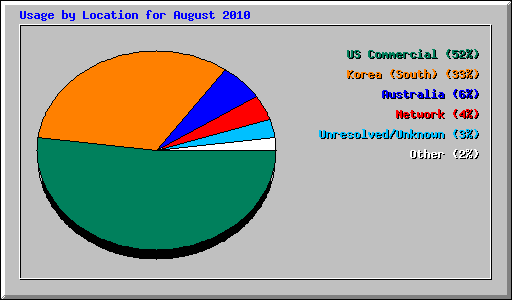 Usage by Location for August 2010
US Commercial (52%)
Korea (South) (33%)
Australia (6%)
Network (4%)
Unresolved/Unknown (3%)
Other (2%)